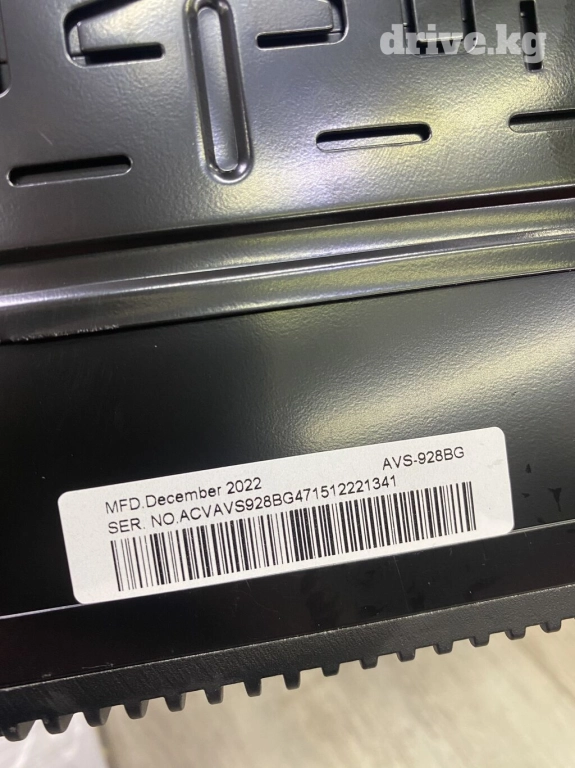 drive.kg
AVS-928BG
MFD.December 2022
SER. NO.ACVAVS928BG471512221341